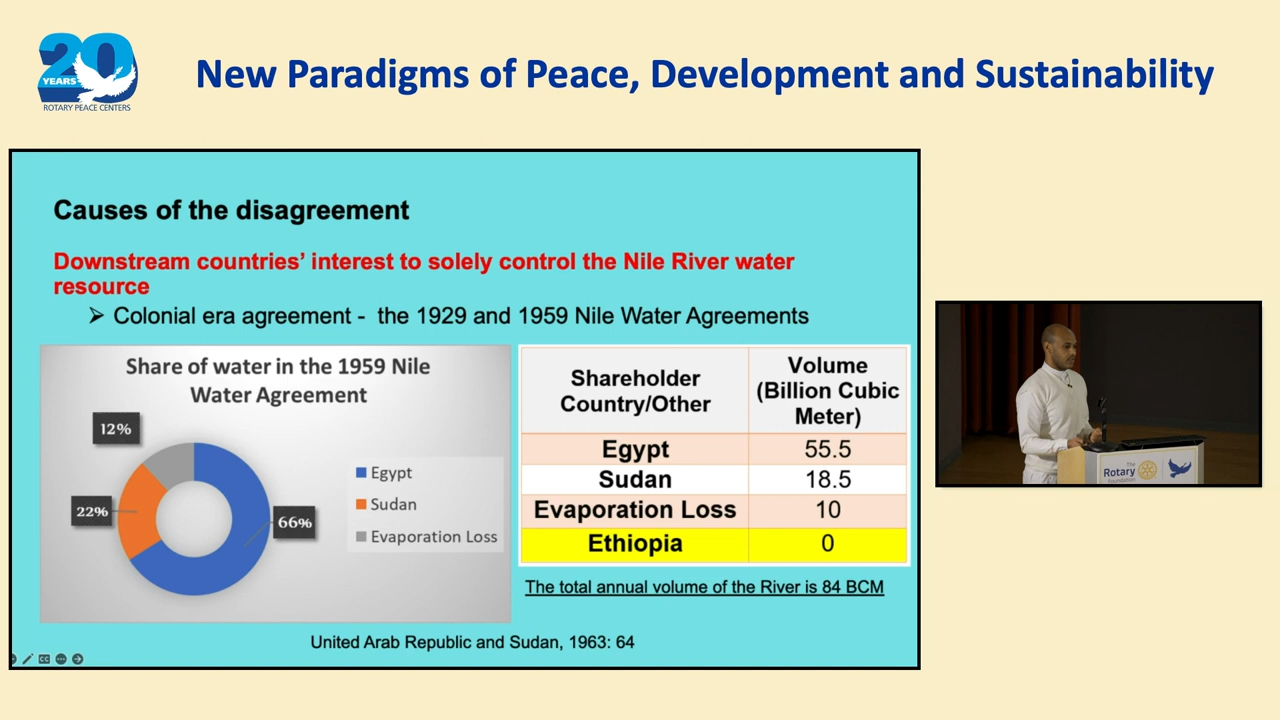 20
YEARS
ROTARY PEACE CENTERS
New Paradigms of Peace, Development and Sustainability
Causes of the disagreement
Downstream countries’ interest to solely control the Nile River water
resource
➢ Colonial era agreement - the 1929 and 1959 Nile Water Agreements
Share of water in the 1959 Nile
Water Agreement
12%
22%
66%
Egypt
Sudan
Evaporation Loss
Shareholder
Country/Other
Volume
(Billion Cubic
Meter)
Egypt 55.5
Sudan 18.5
Evaporation Loss 10
Ethiopia 0
The total annual volume of the River is 84 BCM
United Arab Republic and Sudan, 1963: 64
CC
The
Rotary
Foundation